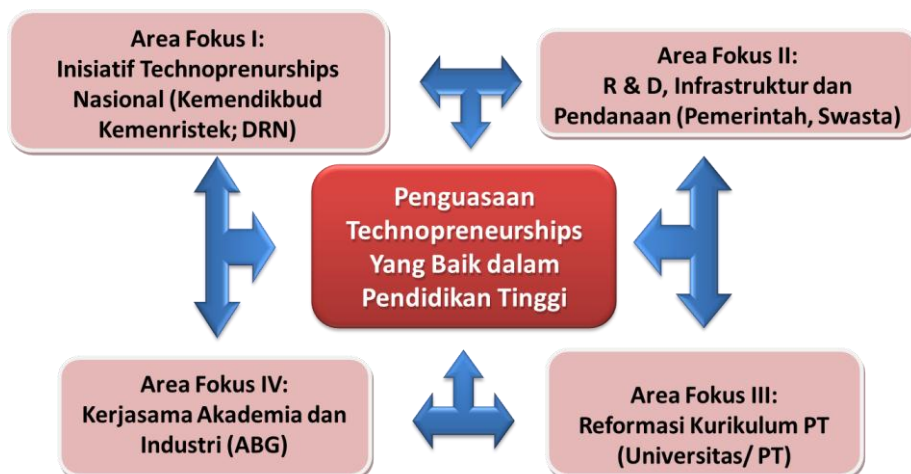 Area Fokus I:
Inisiatif Technoprenurships
Nasional (Kemendikbud
Kemenristek; DRN)
Area Fokus II:
R & D, Infrastruktur dan
Pendanaan (Pemerintah, Swasta)
Penguasaan
Technopreneurships
Yang Baik dalam
Pendidikan Tinggi
Area Fokus IV:
Kerjasama Akademia dan
Industri (ABG)
Area Fokus III:
Reformasi Kurikulum PT
(Universitas/ PT)